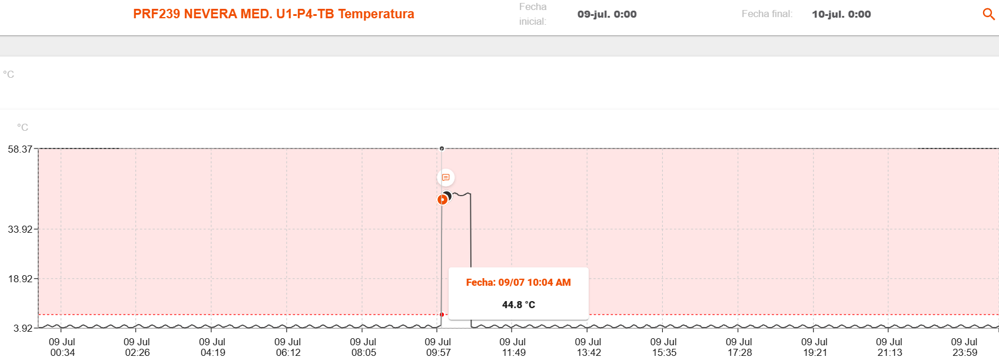 PRF239 NEVERA MED. U1-P4-TB Temperatura
Fecha
inicial:
09-jul. 0:00
Fecha final:
10-jul. 0:00
°C
°C
58.37
33.92
18.92
3.92
Fecha: 09/07 10:04 AM
44.8 °C
09 Jul 09 Jul 09 Jul 09 Jul 09 Jul 09 Jul 09 Jul 09 Jul 09 Jul 09 Jul 09 Jul 09 Jul 09 Jul
00:34 02:26 04:19 06:12 08:05 09:57 11:49 13:42 15:35 17:28 19:21 21:13 23:59